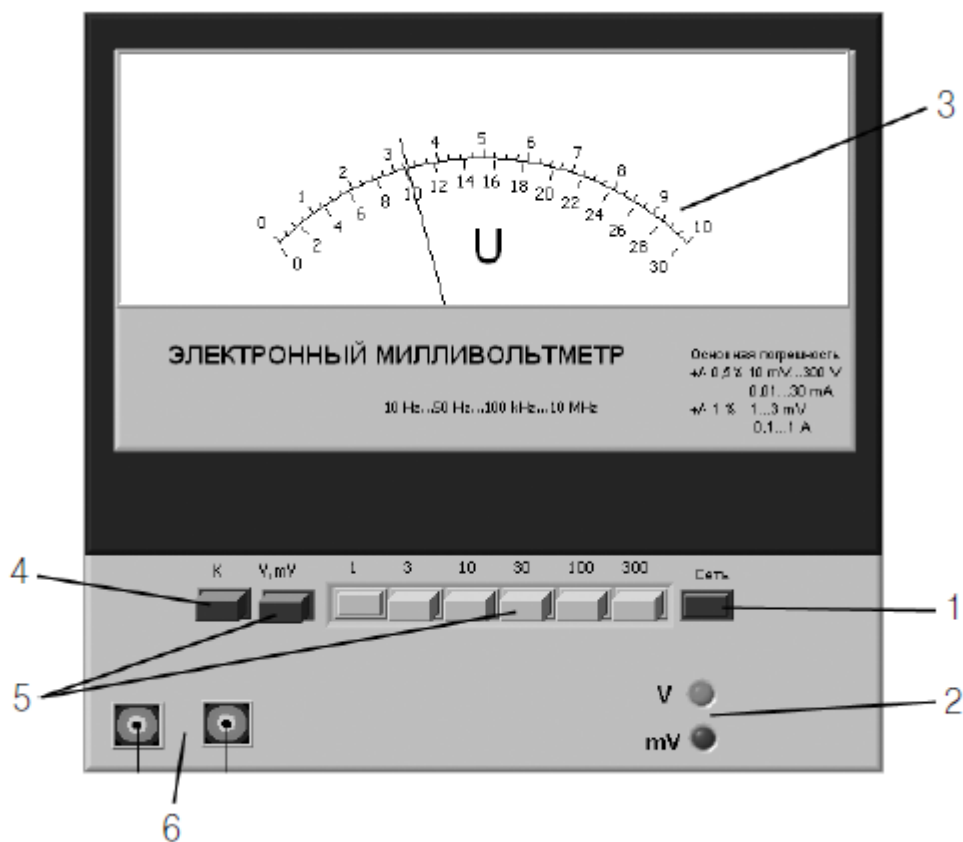 3
0 1 2 3 4 5 6 7 8 9 10
0 2 4 6 8 10 12 14 16 18 20 22 24 26 28 30
U
ЭЛЕКТРОННЫЙ МИЛЛИВОЛЬТМЕТР
10 Hz...50 Hz...100 kHz...10 MHz
Основная погрешность
+/- 0,5% 10 mV...300 V
0,01...30 mA
+/- 1 % 1...3 mV
0,1...1 A
4
K V,mV 1 3 10 30 100 300 Сеть
1
5
V
mV
2
6